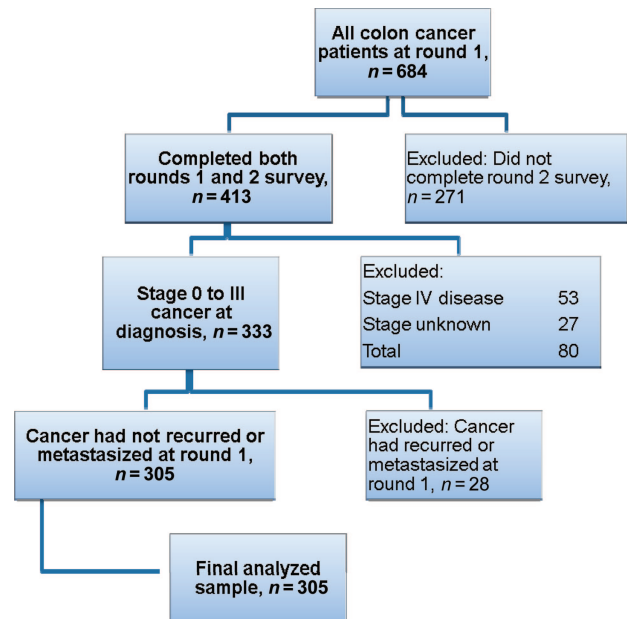 All colon cancer
patients at round 1,
n = 684
Completed both
rounds 1 and 2 survey,
n = 413
Excluded: Did not
complete round 2 survey,
n = 271
Stage 0 to III
cancer at
diagnosis, n = 333
Excluded:
Stage IV disease 53
Stage unknown 27
Total 80
Cancer had not recurred or
metastasized at round 1,
n = 305
Excluded: Cancer
had recurred or
metastasized at
round 1, n = 28
Final analyzed
sample, n = 305